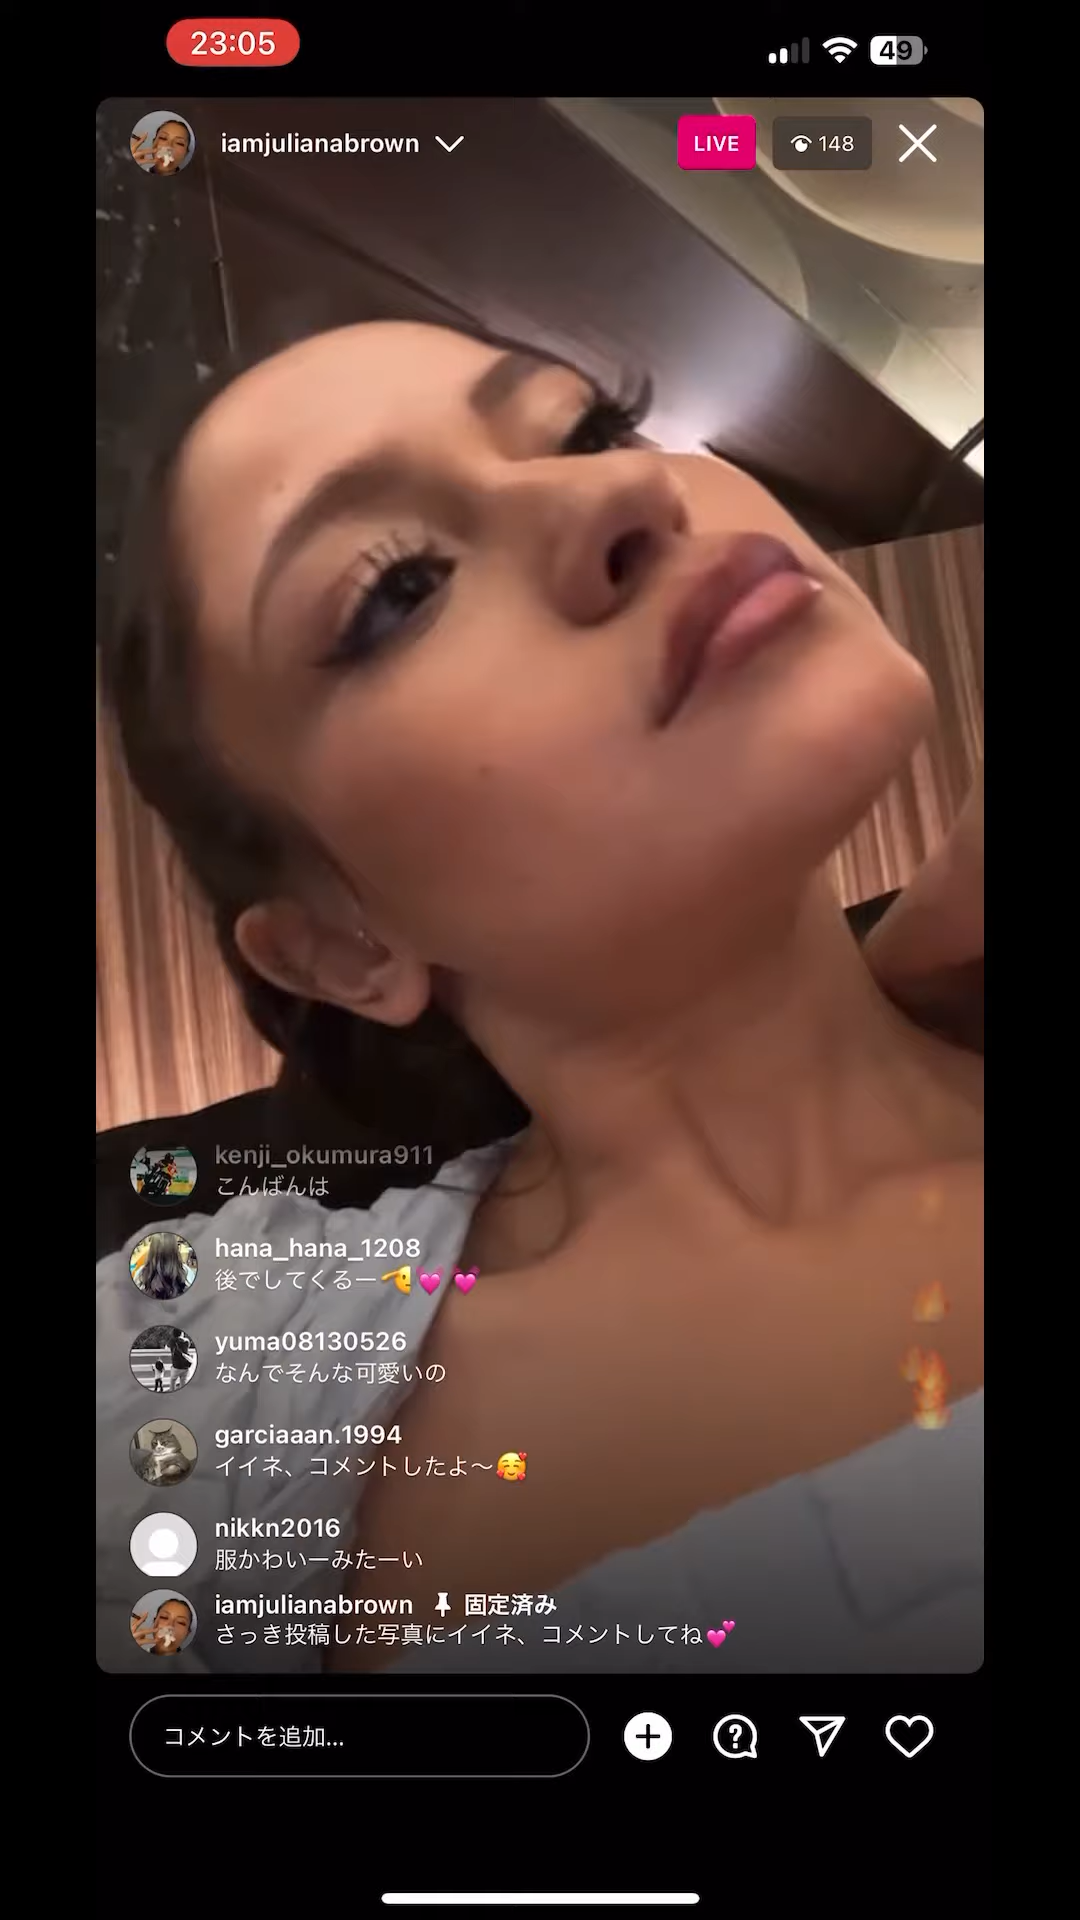 23:05
49
iamjulianabrown
LIVE
148
kenji_okumura911
こんばんは
hana_hana_1208
後でしてくるー🫡💓💓
yuma08130526
なんでそんな可愛いの
garciaaan.1994
イイネ、コメントしたよ〜🥰
nikkn2016
服かわいーみたーい
iamjulianabrown 📌 固定済み
さっき投稿した写真にイイネ、コメントしてね💕
コメントを追加...